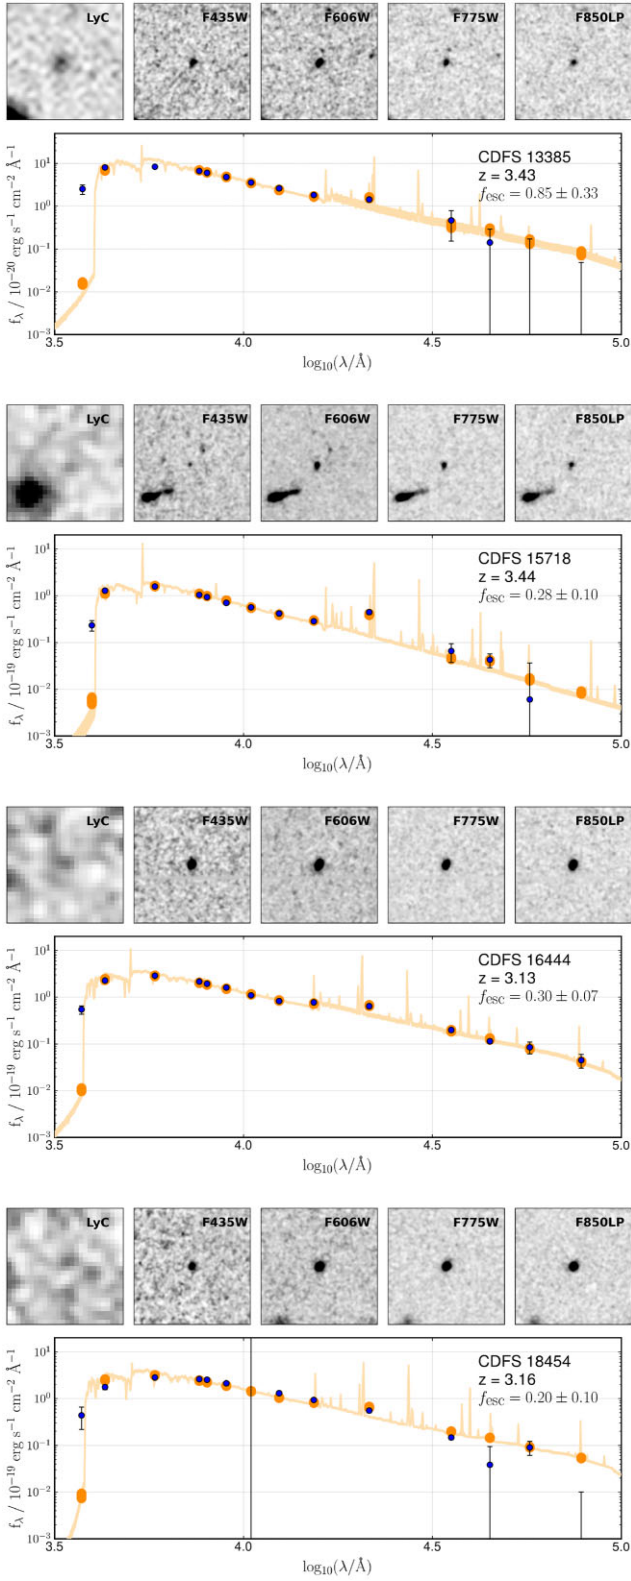 LyC F435W F606W F775W F850LP
CDFS 13385
z = 3.43
fesc = 0.85 ± 0.33
10^1
10^0
10^-1
10^-2
10^-3
fλ / 10^-20 erg s^-1 cm^-2 Å^-1
3.5 4.0 4.5 5.0
log10(λ/Å)
LyC F435W F606W F775W F850LP
CDFS 15718
z = 3.44
fesc = 0.28 ± 0.10
10^1
10^0
10^-1
10^-2
10^-3
fλ / 10^-19 erg s^-1 cm^-2 Å^-1
3.5 4.0 4.5 5.0
log10(λ/Å)
LyC F435W F606W F775W F850LP
CDFS 16444
z = 3.13
fesc = 0.30 ± 0.07
10^1
10^0
10^-1
10^-2
10^-3
fλ / 10^-19 erg s^-1 cm^-2 Å^-1
3.5 4.0 4.5 5.0
log10(λ/Å)
LyC F435W F606W F775W F850LP
CDFS 18454
z = 3.16
fesc = 0.20 ± 0.10
10^1
10^0
10^-1
10^-2
10^-3
fλ / 10^-19 erg s^-1 cm^-2 Å^-1
3.5 4.0 4.5 5.0
log10(λ/Å)